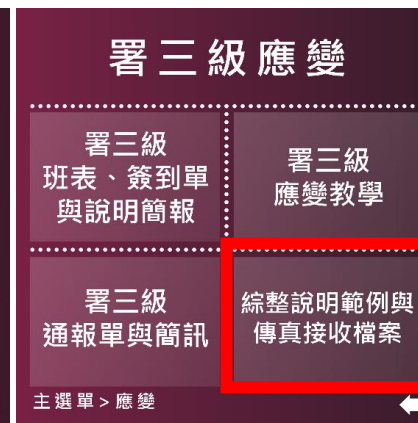 署三級應變
署三級
班表、簽到單
與說明簡報
署三級
應變教學
署三級
通報單與簡訊
綜整說明範例與
傳真接收檔案
主選單>應變